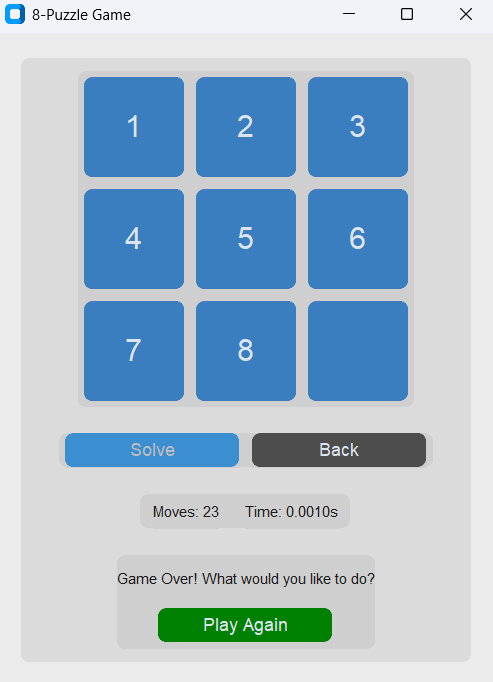 8-Puzzle Game
1 2 3
4 5 6
7 8
Solve Back
Moves: 23 Time: 0.0010s
Game Over! What would you like to do?
Play Again